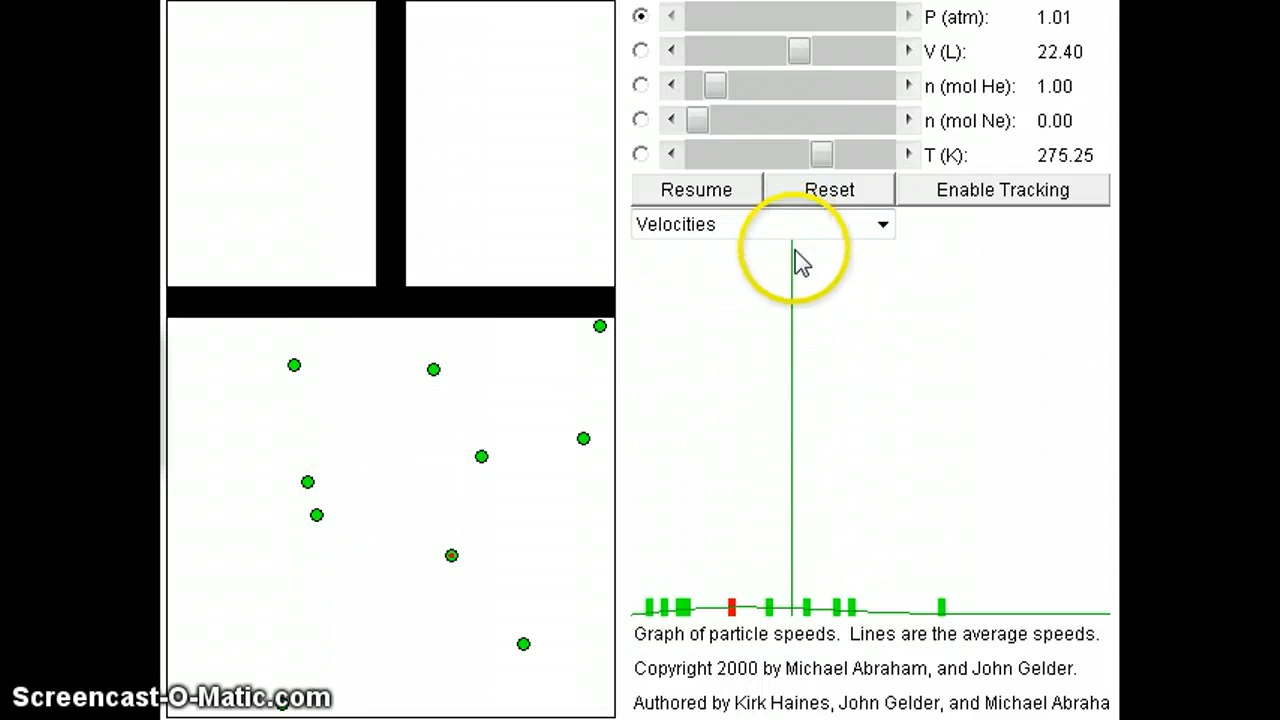 P (atm): 1.01
V (L): 22.40
n (mol He): 1.00
n (mol Ne): 0.00
T (K): 275.25
Resume Reset Enable Tracking
Velocities
Graph of particle speeds. Lines are the average speeds.
Copyright 2000 by Michael Abraham, and John Gelder.
Authored by Kirk Haines, John Gelder, and Michael Abraha
Screencast-O-Matic.com